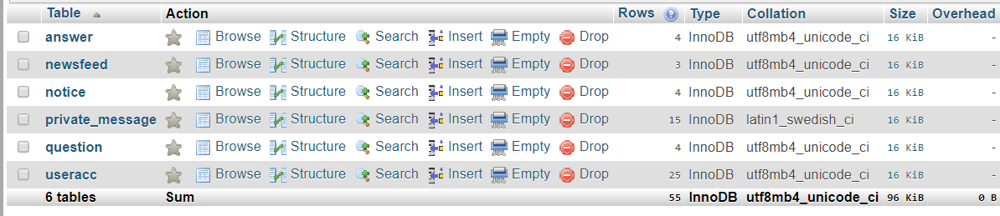 Table Action Rows Type Collation Size Overhead
answer Browse Structure Search Insert Empty Drop 4 InnoDB utf8mb4_unicode_ci 16 KiB -
newsfeed Browse Structure Search Insert Empty Drop 3 InnoDB utf8mb4_unicode_ci 16 KiB -
notice Browse Structure Search Insert Empty Drop 4 InnoDB utf8mb4_unicode_ci 16 KiB -
private_message Browse Structure Search Insert Empty Drop 15 InnoDB latin1_swedish_ci 16 KiB -
question Browse Structure Search Insert Empty Drop 4 InnoDB utf8mb4_unicode_ci 16 KiB -
useracc Browse Structure Search Insert Empty Drop 25 InnoDB utf8mb4_unicode_ci 16 KiB -
6 tables Sum 55 InnoDB utf8mb4_unicode_ci 96 KiB 0 B